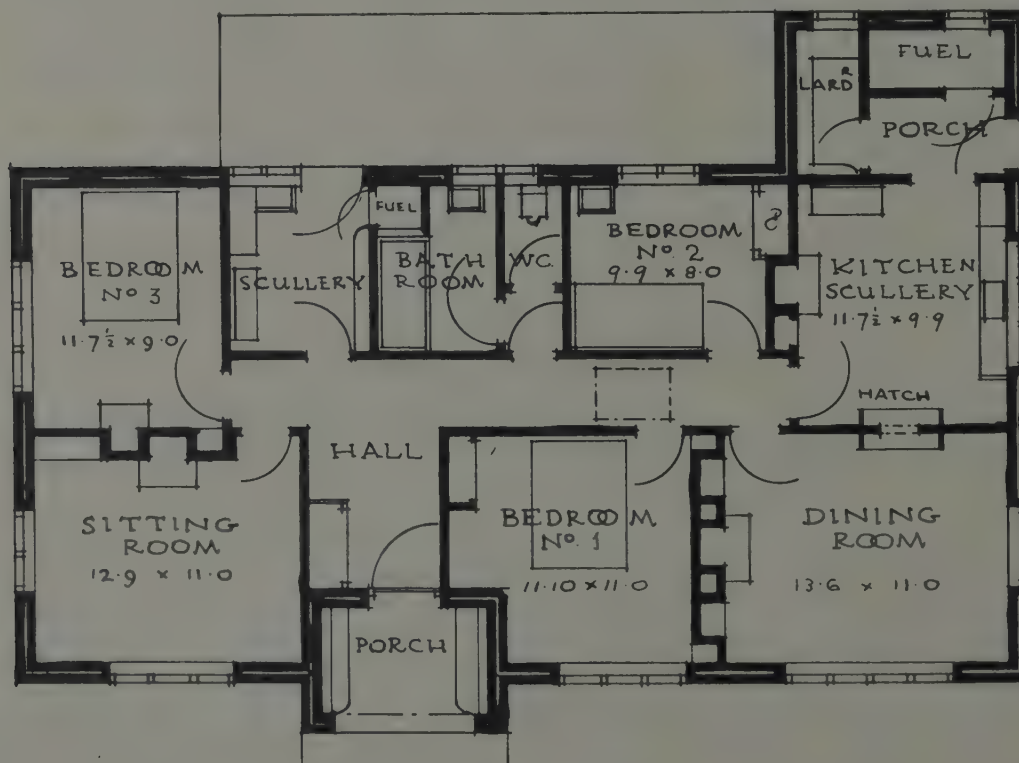 FUEL
LARDR
PORCH
FUEL
BEDROOM
No. 2
9.9 x 8.0
BATH
ROOM
W.C.
SCULLERY
BEDROOM
No 3
11.7½ x 9.0
KITCHEN
SCULLERY
11.7½ x 9.9
HATCH
HALL
SITTING
ROOM
12.9 x 11.0
BEDROOM
No. 1
11.10 x 11.0
DINING
ROOM
13.6 x 11.0
PORCH